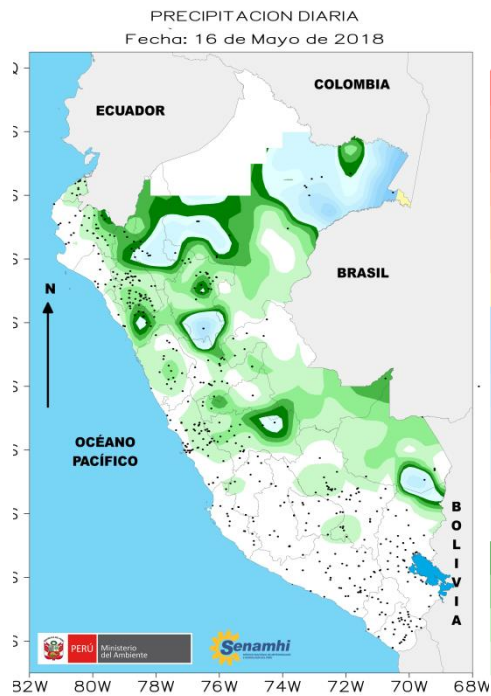 PRECIPITACION DIARIA
Fecha: 16 de Mayo de 2018
COLOMBIA
ECUADOR
BRASIL
N
OCÉANO
PACÍFICO
BOLIVIA
PERÚ
Ministerio
del Ambiente
Senamhi
82W 80W 78W 76W 74W 72W 70W 68W